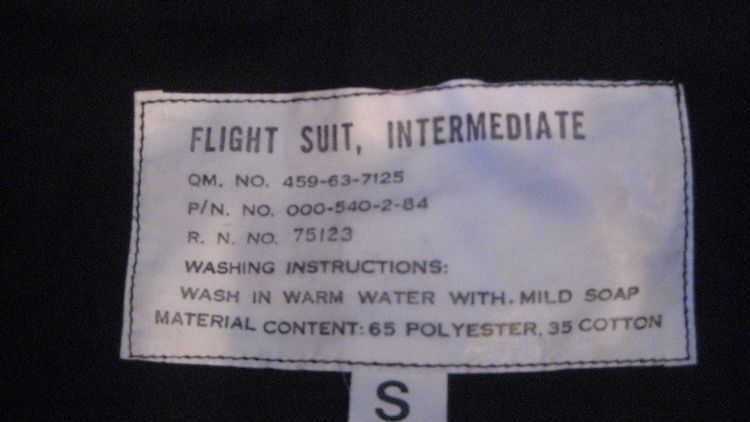 FLIGHT SUIT, INTERMEDIATE
QM. NO. 459-63-7125
P/N. NO. 000-540-2-84
R. N. NO. 75123
WASHING INSTRUCTIONS:
WASH IN WARM WATER WITH. MILD SOAP
MATERIAL CONTENT: 65 POLYESTER, 35 COTTON
S